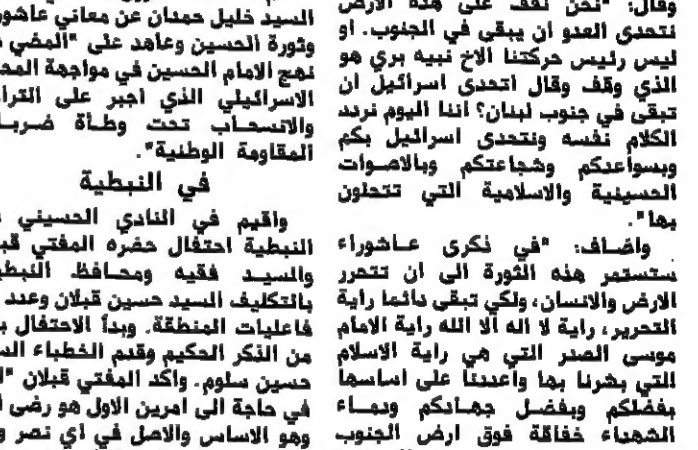 وقال: "نحن نقف على هذه الارض
نتحدى العدو أن يبقى في الجنوب. او
ليس رئيس حركتنا الاخ نبيه بري هو
الذي وقف وقال اتحدى اسرائيل ان
تبقى في جنوب لبنان؟ اننا اليوم نردد
الكلام نفسه ونتحدى اسرائيل بكم
وبسواعدكم وشجاعتكم وبالاصوات
الحسينية والاسلامية التي تتحلون
بها".
واضاف: "في ذكرى عاشوراء
ستستمر هذه الثورة الى ان تتحرر
الارض والانسان، ولكي تبقى دائما راية
التحرير، راية لا اله الا الله راية الامام
موسى الصدر التي هي راية الاسلام
التي بشرنا بها واعددنا على اساسها
بفضلكم وبفضل جهادكم ودماء
الشهداء خفاقة فوق ارض الجنوب
السيد خليل حمدان عن معاني عاشور
وثورة الحسين وعاهد على "المضي
نهج الامام الحسين في مواجهة المح
الاسرائيلي الذي اجبر على الترا
والانسحاب تحت وطأة ضربا
المقاومة الوطنية".
في النبطية
واقيم في النادي الحسيني
النبطية احتفال حضره المفتي قب
والسيد فقيه ومحافظ النبطي
بالتكليف السيد حسين قبلان وعدد
فاعليات المنطقة. وبدأ الاحتفال ب
من الذكر الحكيم وقدم الخطباء الس
حسين سلوم. واكد المفتي قبلان "ا
في حاجة الى امرين الاول هو رضى ا
وهو الاساس والاصل في أي نصر و